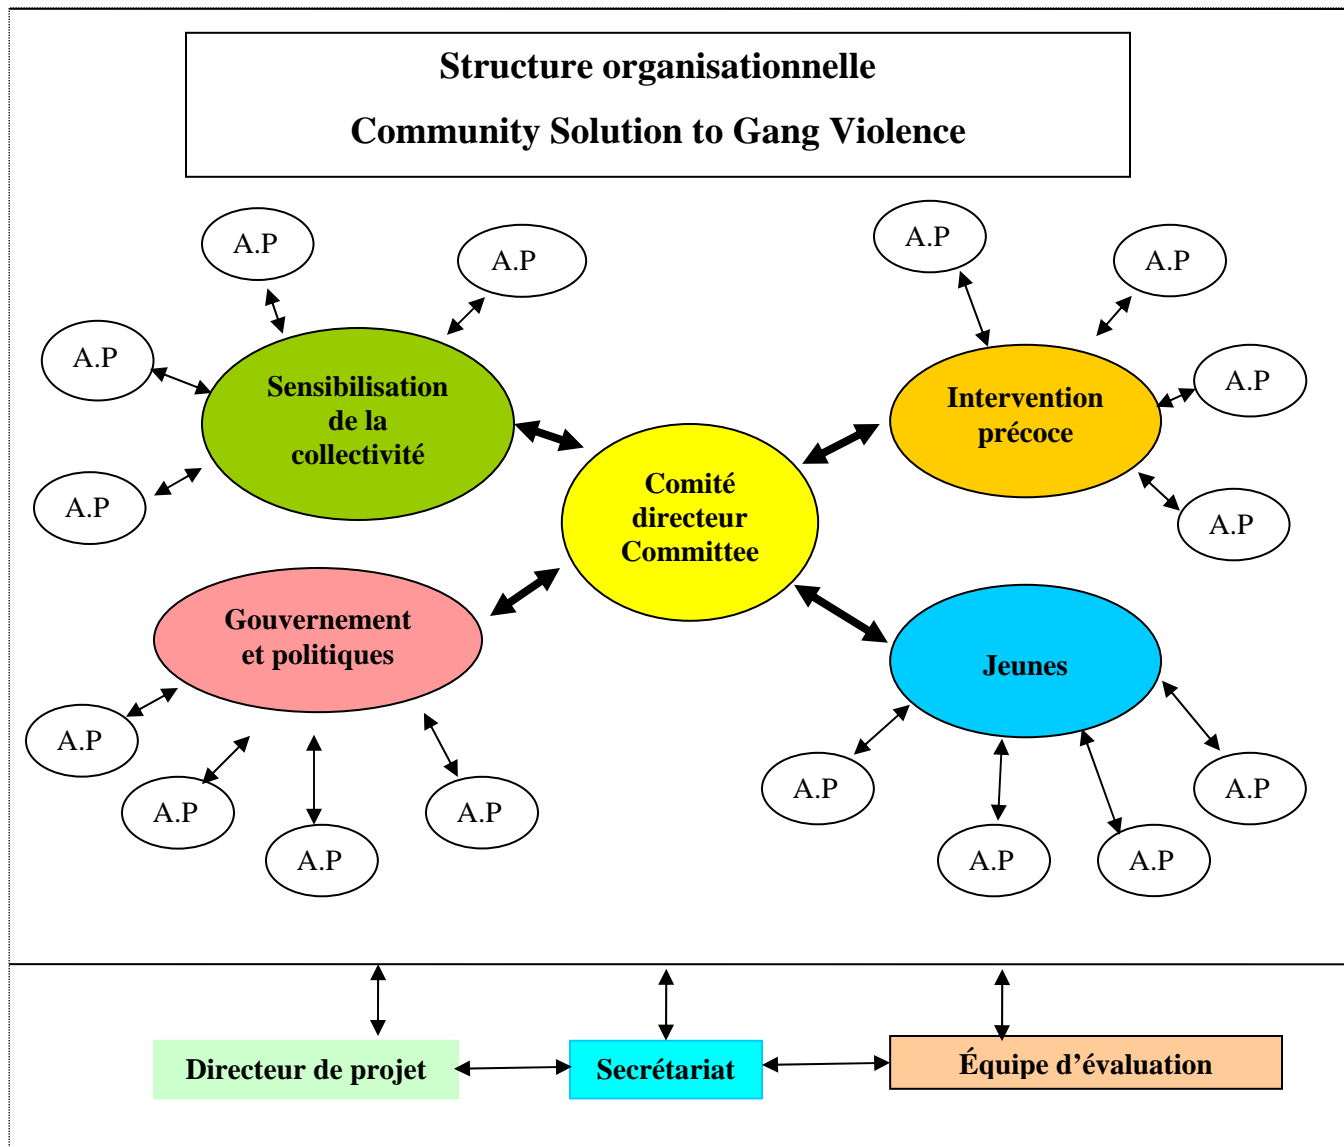 Structure organisationnelle
Community Solution to Gang Violence
A.P
A.P
A.P
A.P
Sensibilisation
de la
collectivité
A.P
A.P
A.P
A.P
Intervention
précoce
Comité
directeur
Committee
Gouvernement
et politiques
A.P
A.P
A.P
A.P
Jeunes
A.P
A.P
A.P
A.P
Directeur de projet
Secrétariat
Équipe d’évaluation